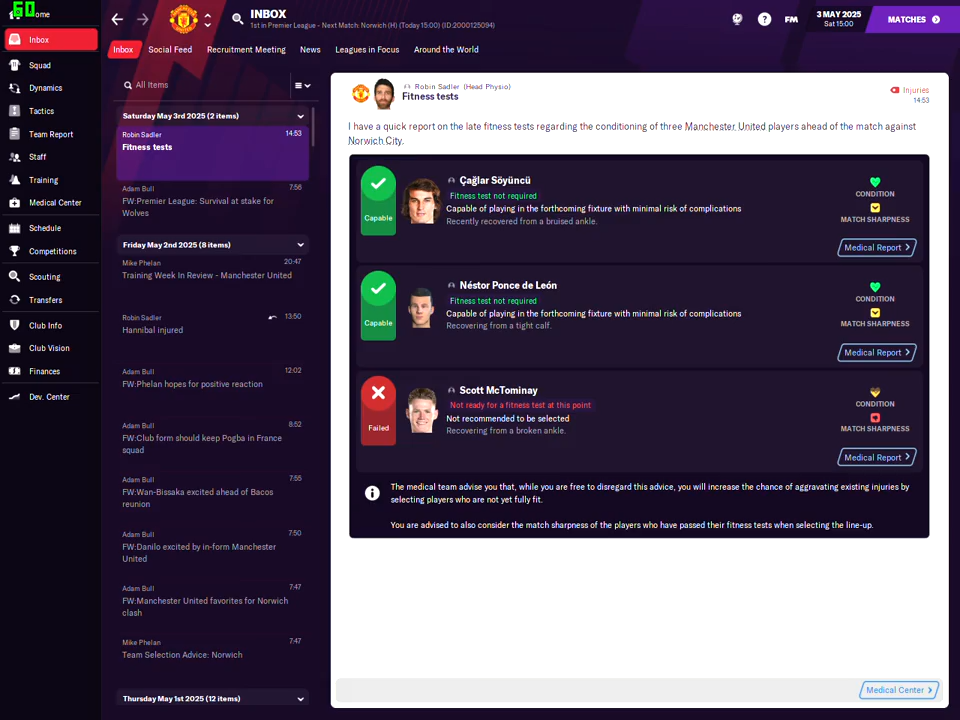 60
ome
INBOX
1st in Premier League - Next Match: Norwich (H) (Today 15:00) (ID:2000125094)
FM
3 MAY 2025
Sat 15:00
MATCHES
Inbox
Social Feed
Recruitment Meeting
News
Leagues in Focus
Around the World
Inbox
Squad
Dynamics
Tactics
Team Report
Staff
Training
Medical Center
Schedule
Competitions
Scouting
Transfers
Club Info
Club Vision
Finances
Dev. Center
All Items
Saturday May 3rd 2025 (2 items)
Robin Sadler 14:53
Fitness tests
Adam Bull 7:56
FW:Premier League: Survival at stake for
Wolves
Friday May 2nd 2025 (8 items)
Mike Phelan 20:47
Training Week In Review - Manchester United
Robin Sadler 13:50
Hannibal injured
Adam Bull 12:02
FW:Phelan hopes for positive reaction
Adam Bull 8:52
FW:Club form should keep Pogba in France
squad
Adam Bull 7:55
FW:Wan-Bissaka excited ahead of Bacos
reunion
Adam Bull 7:50
FW:Danilo excited by in-form Manchester
United
Adam Bull 7:47
FW:Manchester United favorites for Norwich
clash
Mike Phelan 7:47
Team Selection Advice: Norwich
Thursday May 1st 2025 (12 items)
Robin Sadler (Head Physio)
Fitness tests
Injuries
14:53
I have a quick report on the late fitness tests regarding the conditioning of three Manchester United players ahead of the match against
Norwich City.
Capable
Çağlar Söyüncü
Fitness test not required
Capable of playing in the forthcoming fixture with minimal risk of complications
Recently recovered from a bruised ankle.
CONDITION
MATCH SHARPNESS
Medical Report
Capable
Néstor Ponce de León
Fitness test not required
Capable of playing in the forthcoming fixture with minimal risk of complications
Recovering from a tight calf.
CONDITION
MATCH SHARPNESS
Medical Report
Failed
Scott McTominay
Not ready for a fitness test at this point
Not recommended to be selected
Recovering from a broken ankle.
CONDITION
MATCH SHARPNESS
Medical Report
The medical team advise you that, while you are free to disregard this advice, you will increase the chance of aggravating existing injuries by
selecting players who are not yet fully fit.
You are advised to also consider the match sharpness of the players who have passed their fitness tests when selecting the line-up.
Medical Center